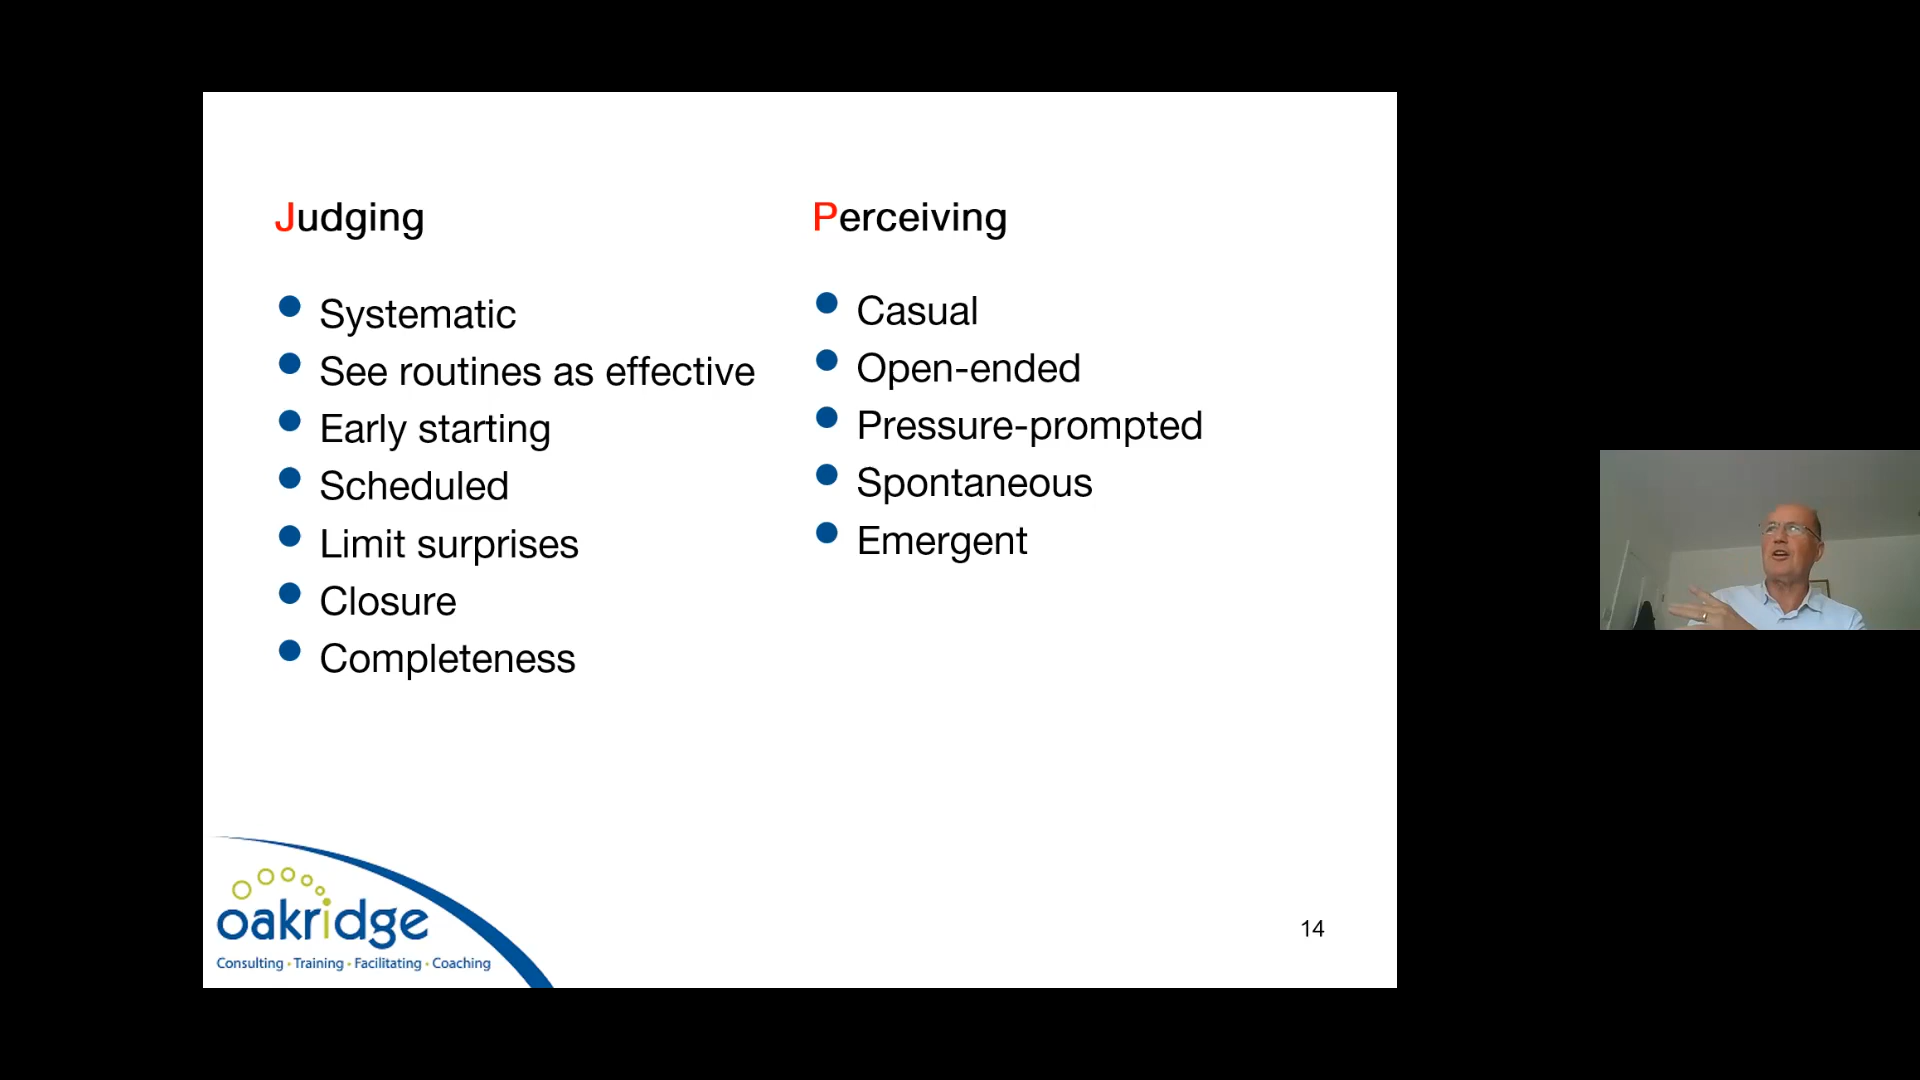 Judging
Systematic
See routines as effective
Early starting
Scheduled
Limit surprises
Closure
Completeness
Perceiving
Casual
Open-ended
Pressure-prompted
Spontaneous
Emergent
oakridge
Consulting · Training · Facilitating · Coaching
14